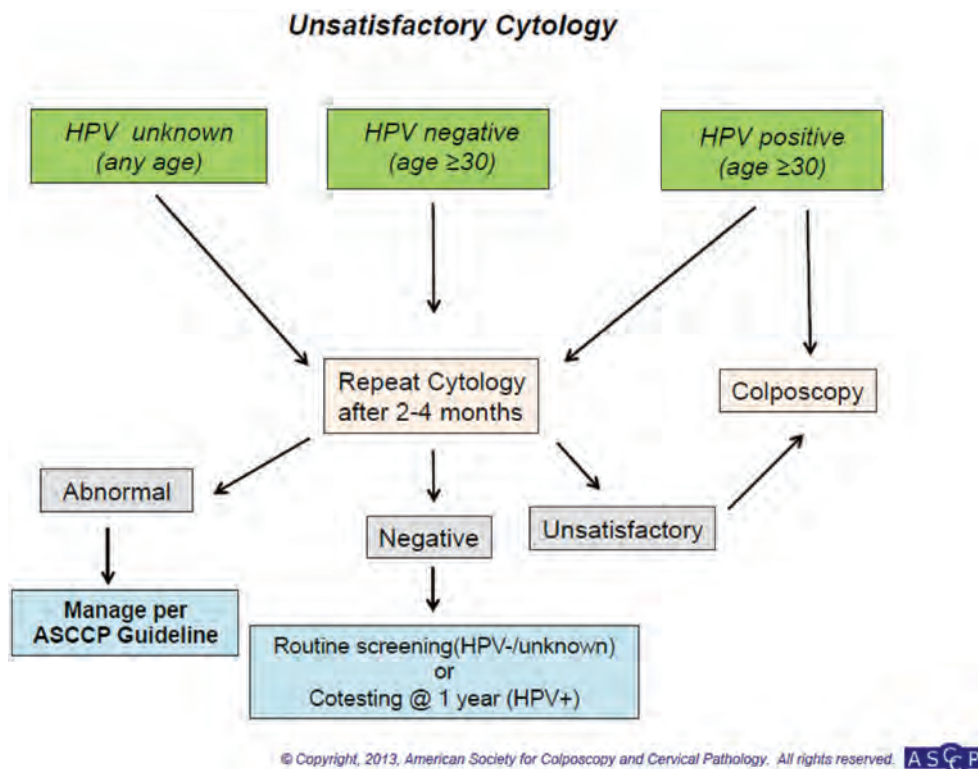 Unsatisfactory Cytology
HPV unknown
(any age)
HPV negative
(age ≥30)
HPV positive
(age ≥30)
Repeat Cytology
after 2-4 months
Colposcopy
Abnormal
Negative
Unsatisfactory
Manage per
ASCCP Guideline
Routine screening(HPV-/unknown)
or
Cotesting @ 1 year (HPV+)
© Copyright, 2013, American Society for Colposcopy and Cervical Pathology. All rights reserved.
ASCCP